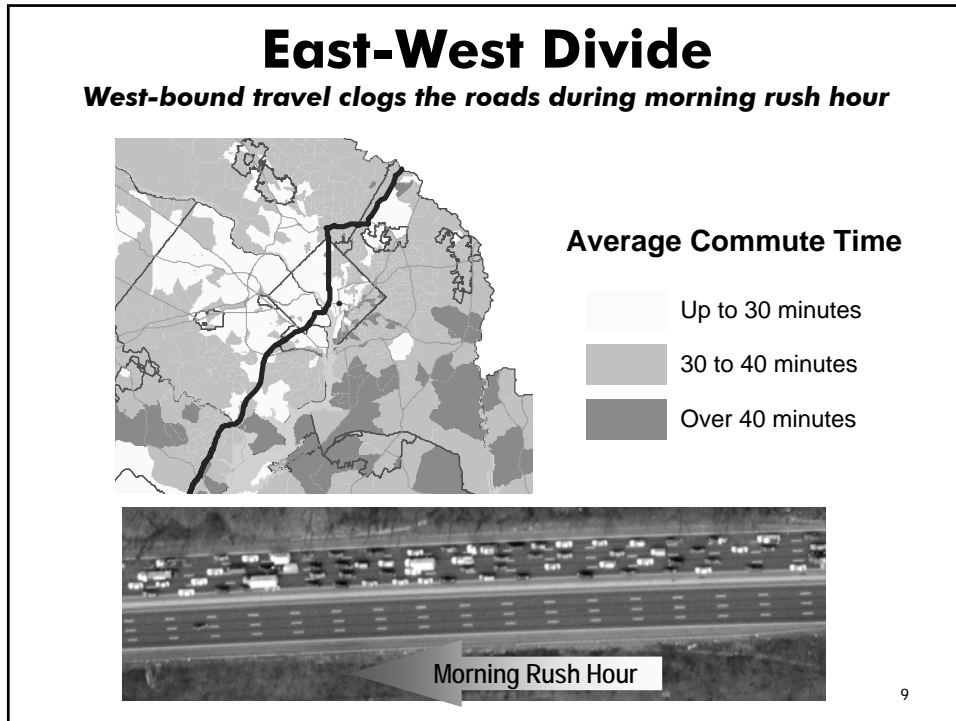 East-West Divide
West-bound travel clogs the roads during morning rush hour
Average Commute Time
Up to 30 minutes
30 to 40 minutes
Over 40 minutes
Morning Rush Hour
9